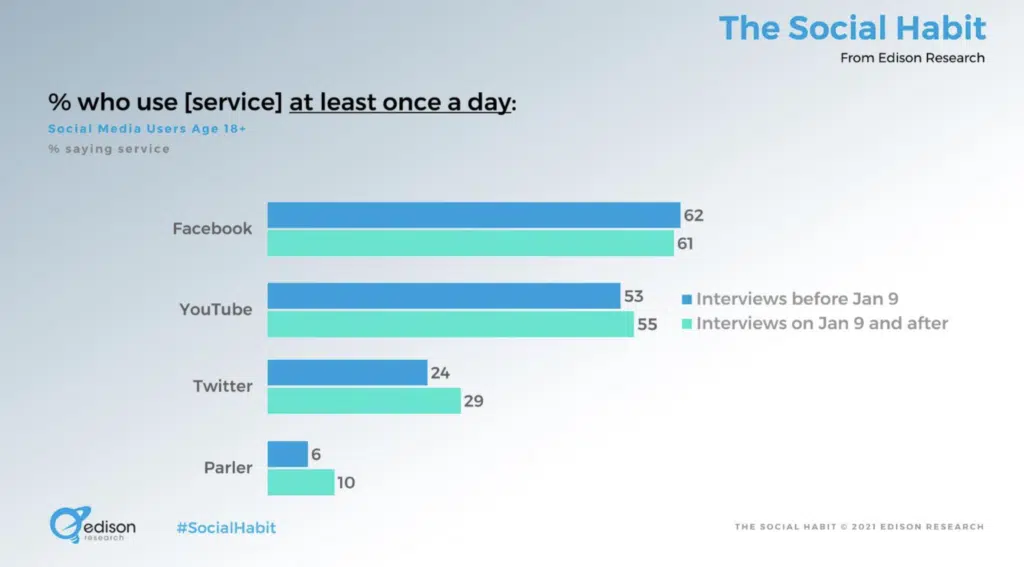 The Social Habit
From Edison Research
% who use [service] at least once a day:
Social Media Users Age 18+
% saying service
Facebook
62
61
YouTube
53
55
Interviews before Jan 9
Interviews on Jan 9 and after
Twitter
24
29
Parler
6
10
edison
research
#SocialHabit
THE SOCIAL HABIT © 2021 EDISON RESEARCH